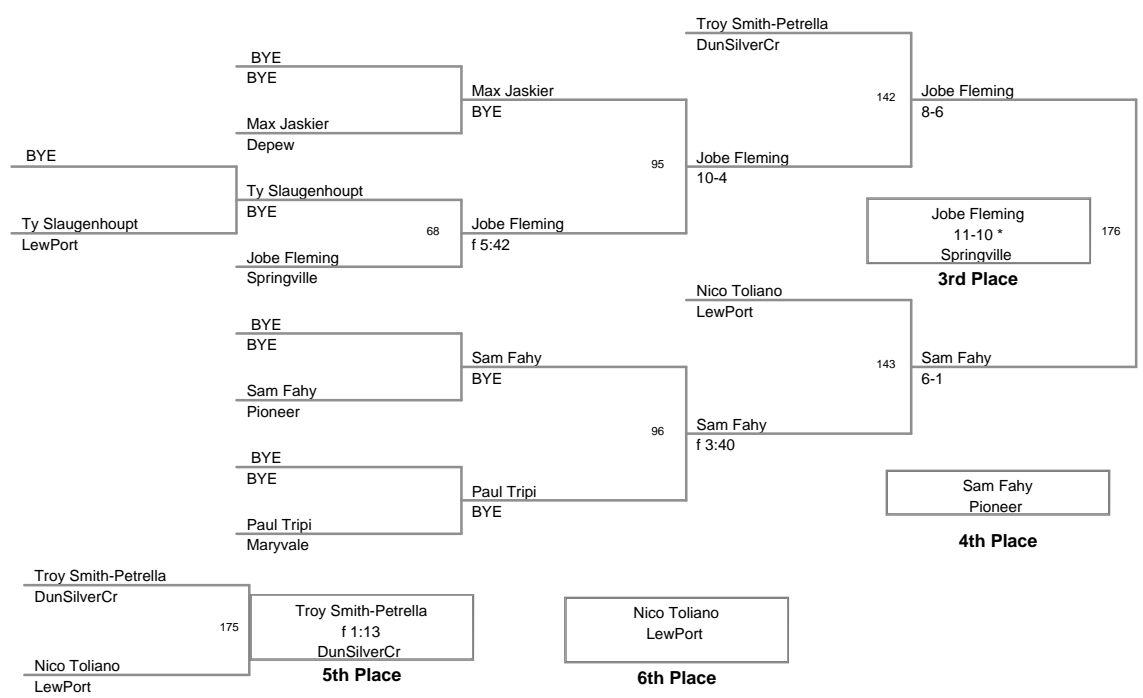 Troy Smith-Petrella
DunSilverCr
BYE
BYE
Max Jaskier
BYE
142
Jobe Fleming
8-6
Max Jaskier
Depew
BYE
95
Jobe Fleming
10-4
Ty Slaugenhoupt
BYE
Ty Slaugenhoupt
LewPort
68
Jobe Fleming
f 5:42
Jobe Fleming
11-10 *
Springville
176
3rd Place
Jobe Fleming
Springville
Nico Toliano
LewPort
BYE
BYE
Sam Fahy
BYE
143
Sam Fahy
6-1
Sam Fahy
Pioneer
96
Sam Fahy
f 3:40
BYE
BYE
Paul Tripi
BYE
Sam Fahy
Pioneer
4th Place
Paul Tripi
Maryvale
Troy Smith-Petrella
DunSilverCr
175
Troy Smith-Petrella
f 1:13
DunSilverCr
5th Place
Nico Toliano
LewPort
6th Place
Nico Toliano
LewPort